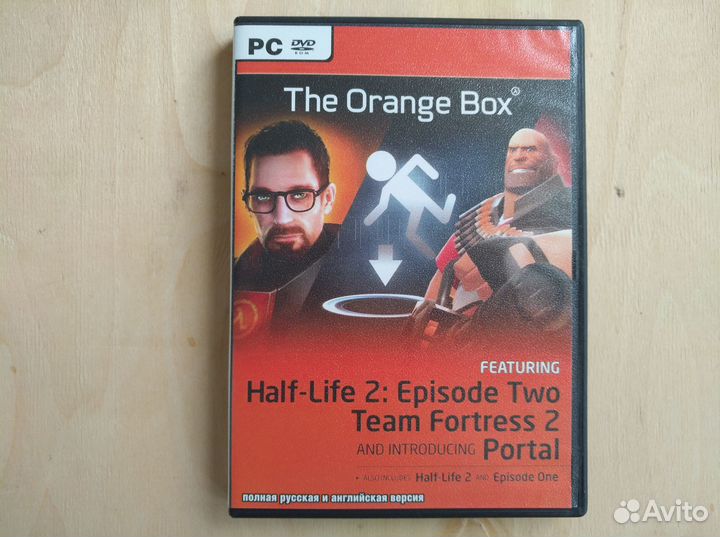 PC DVD
ROM
The Orange Box
FEATURING
Half-Life 2: Episode Two
Team Fortress 2
AND INTRODUCING Portal
• ALSO INCLUDES Half-Life 2 AND Episode One
полная русская и английская версия
Avito